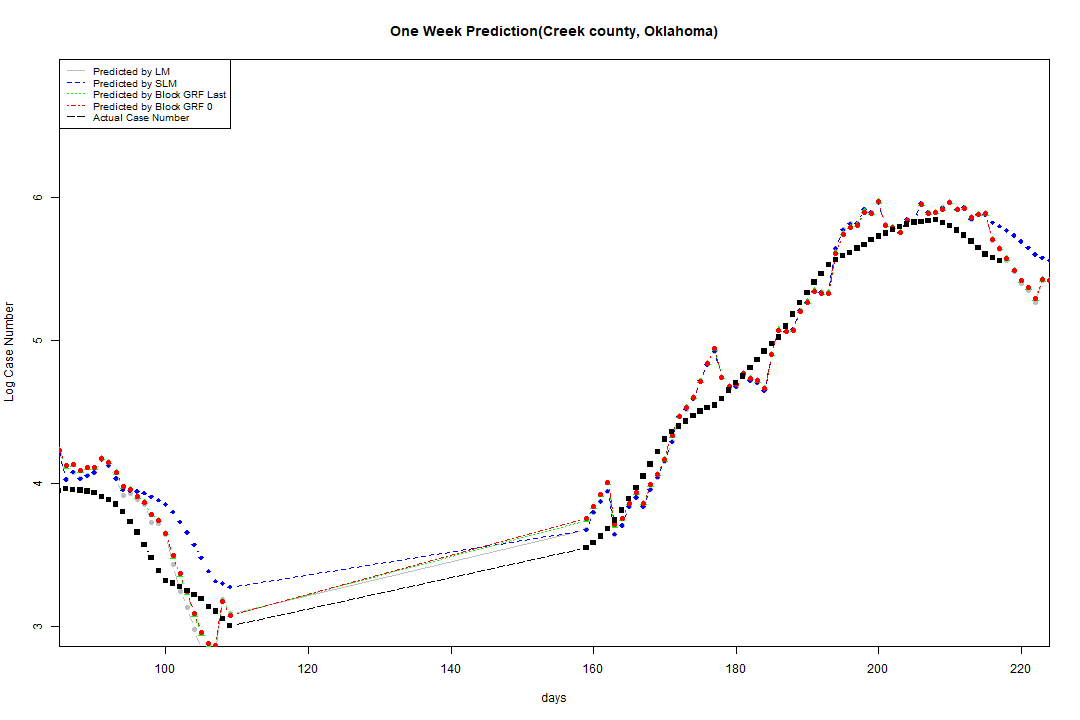 One Week Prediction(Creek county, Oklahoma)
Predicted by LM
Predicted by SLM
Predicted by Block GRF Last
Predicted by Block GRF 0
Actual Case Number
6
5
4
3
Log Case Number
100 120 140 160 180 200 220
days